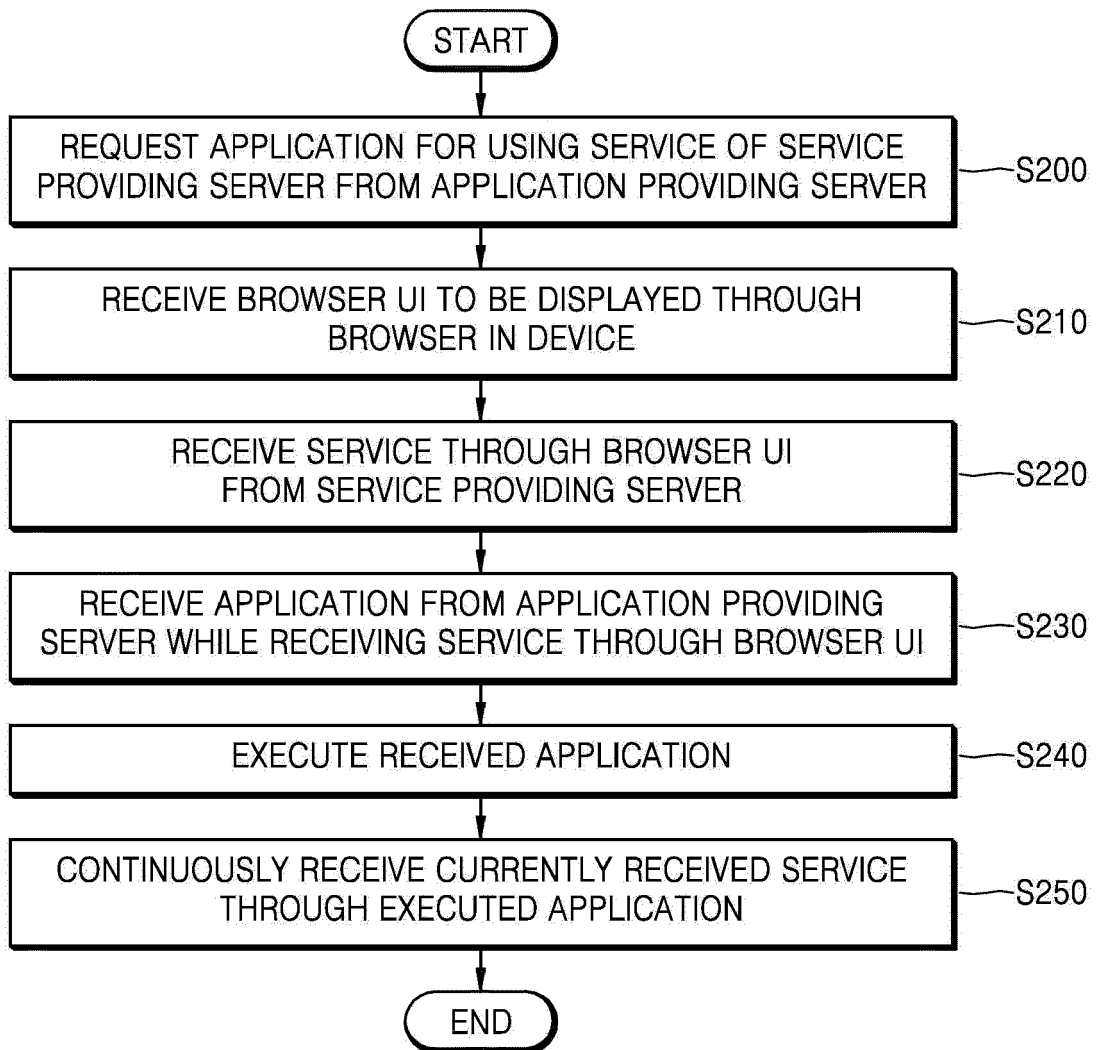 START
REQUEST APPLICATION FOR USING SERVICE OF SERVICE
PROVIDING SERVER FROM APPLICATION PROVIDING SERVER
S200
RECEIVE BROWSER UI TO BE DISPLAYED THROUGH
BROWSER IN DEVICE
S210
RECEIVE SERVICE THROUGH BROWSER UI
FROM SERVICE PROVIDING SERVER
S220
RECEIVE APPLICATION FROM APPLICATION PROVIDING
SERVER WHILE RECEIVING SERVICE THROUGH BROWSER UI
S230
EXECUTE RECEIVED APPLICATION
S240
CONTINUOUSLY RECEIVE CURRENTLY RECEIVED SERVICE
THROUGH EXECUTED APPLICATION
S250
END